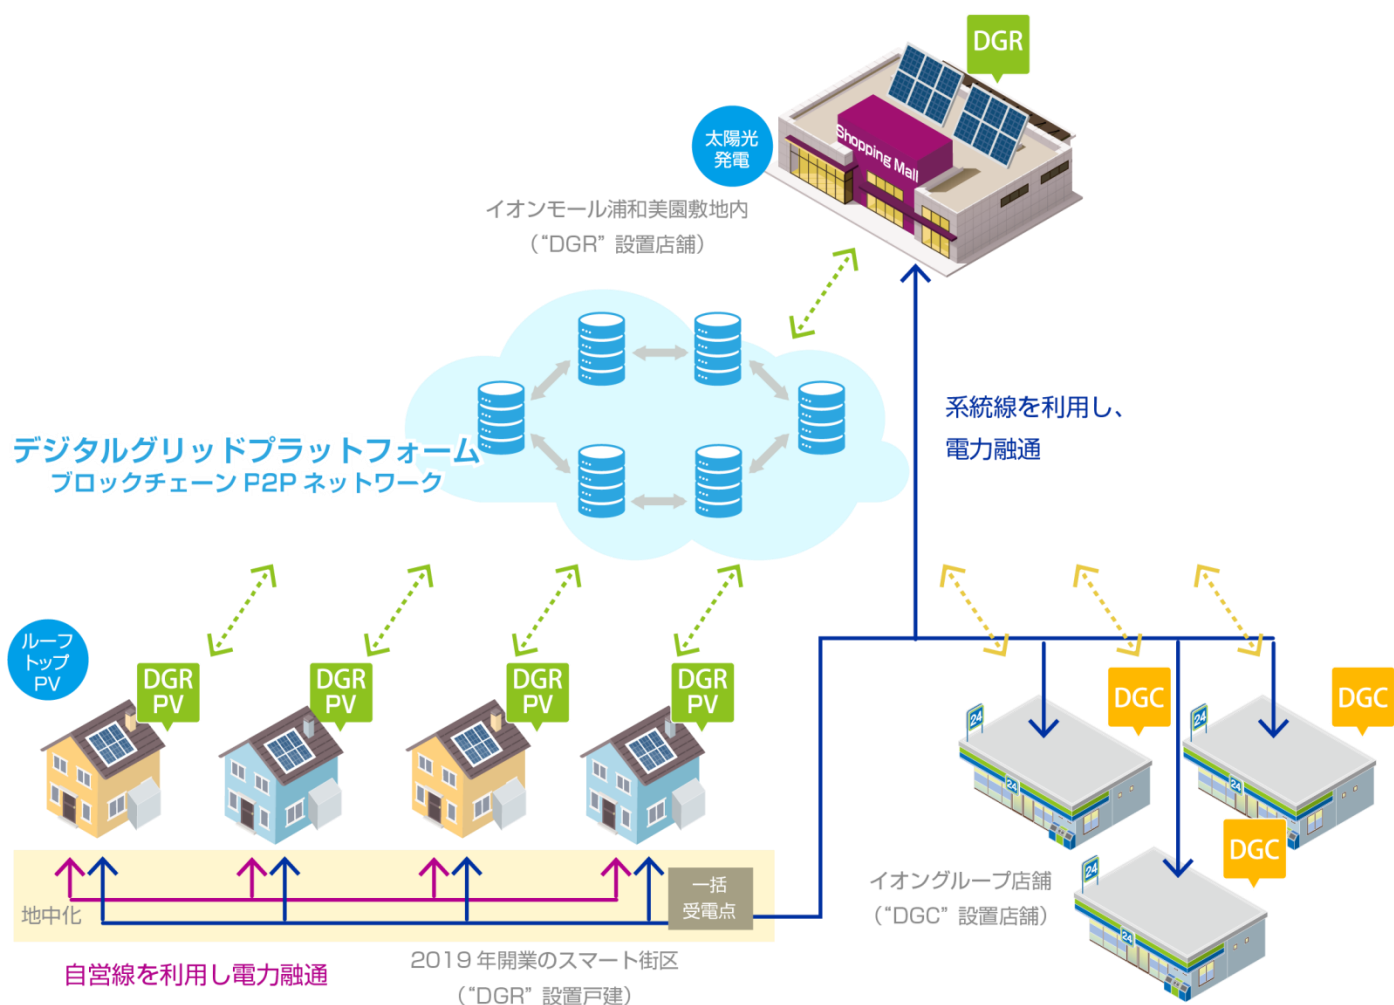 DGR
太陽光
発電
Shopping Mall
イオンモール浦和美園敷地内
（“DGR” 設置店舗）
系統線を利用し、
電力融通
デジタルグリッドプラットフォーム
ブロックチェーン P2P ネットワーク
ルーフ
トップ
PV
DGR
PV
DGR
PV
DGR
PV
DGR
PV
DGC
DGC
24
24
24
24
DGC
24
24
イオングループ店舗
（“DGC” 設置店舗）
一括
受電点
地中化
自営線を利用し電力融通
2019 年開業のスマート街区
（“DGR” 設置戸建）